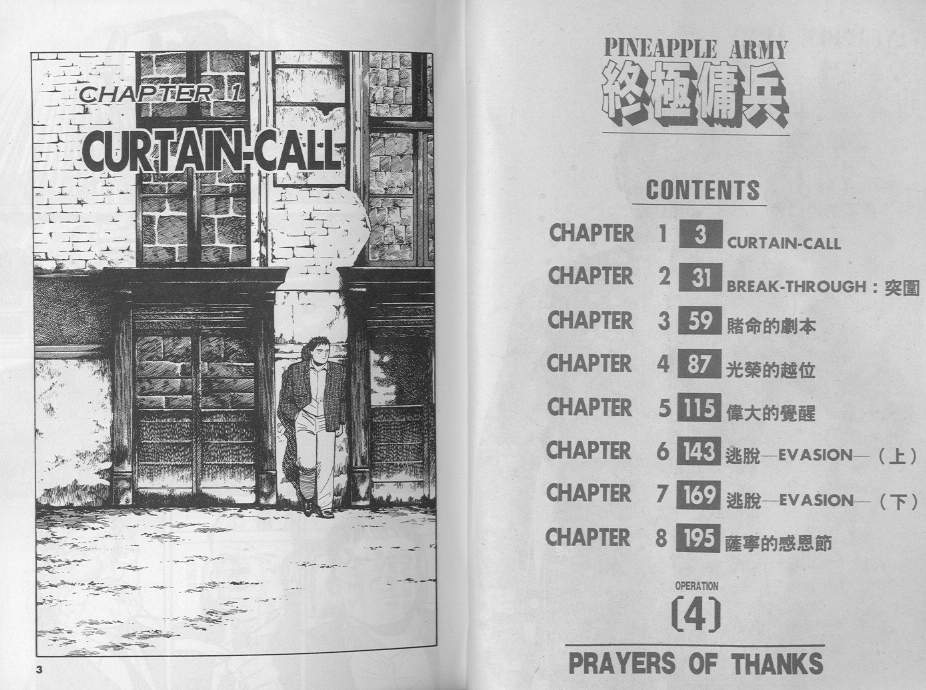 PINEAPPLE ARMY
終極傭兵
CONTENTS
CHAPTER 1 3 CURTAIN-CALL
CHAPTER 2 31 BREAK-THROUGH：突圍
CHAPTER 3 59 賭命的劇本
CHAPTER 4 87 光榮的越位
CHAPTER 5 115 偉大的覺醒
CHAPTER 6 143 逃脫—EVASION—（上）
CHAPTER 7 169 逃脫—EVASION—（下）
CHAPTER 8 195 薩寧的感恩節
OPERATION
〔4〕
PRAYERS OF THANKS
CHAPTER 1
CURTAIN-CALL
3